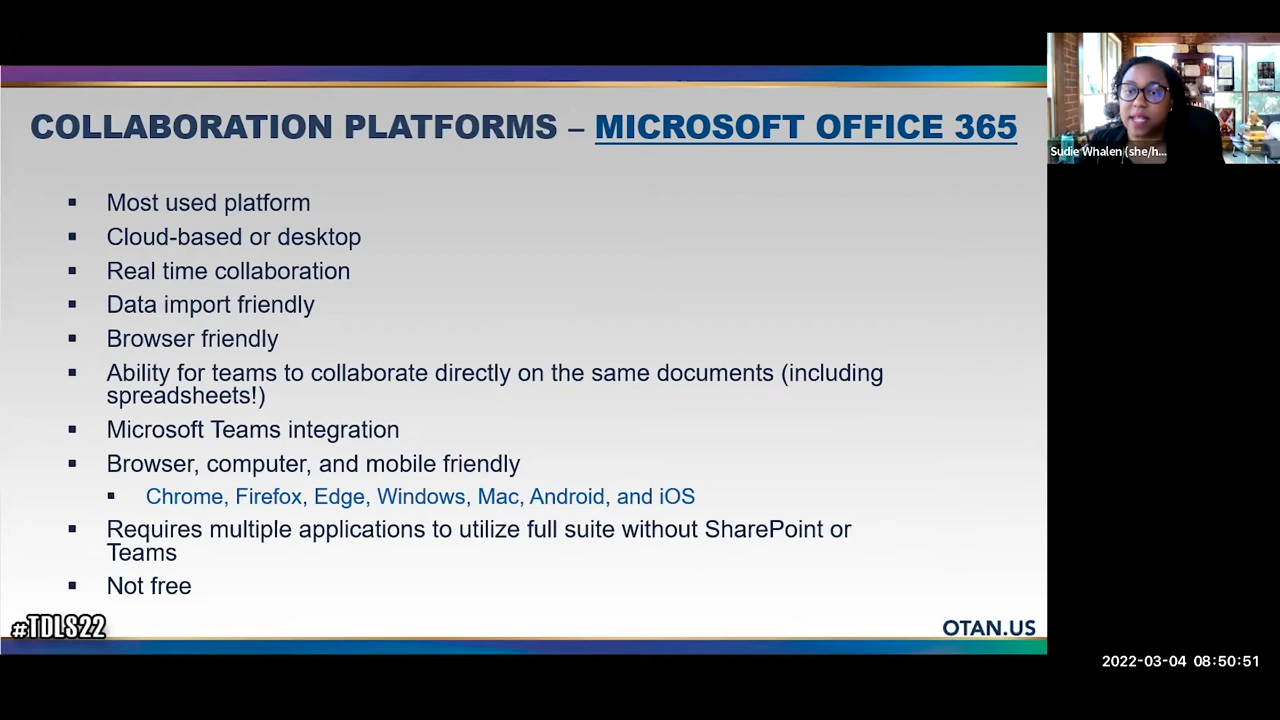 COLLABORATION PLATFORMS – MICROSOFT OFFICE 365
▪ Most used platform
▪ Cloud-based or desktop
▪ Real time collaboration
▪ Data import friendly
▪ Browser friendly
▪ Ability for teams to collaborate directly on the same documents (including
spreadsheets!)
▪ Microsoft Teams integration
▪ Browser, computer, and mobile friendly
▪ Chrome, Firefox, Edge, Windows, Mac, Android, and iOS
▪ Requires multiple applications to utilize full suite without SharePoint or
Teams
▪ Not free
#TDLS22
OTAN.US
Sudie Whalen (she/h...
2022-03-04 08:50:51